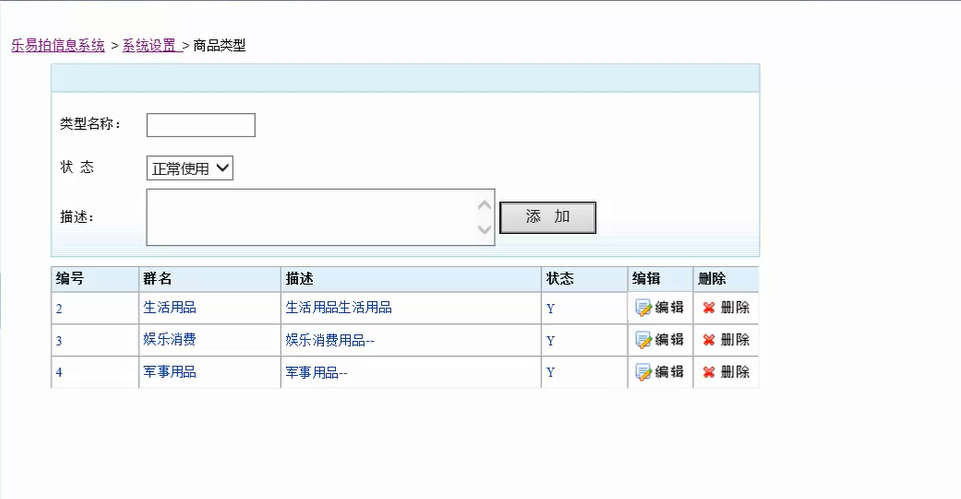 乐易拍信息系统 > 系统设置 > 商品类型
类型名称：
状 态 正常使用
描述： 添 加
编号 群名 描述 状态 编辑 删除
2 生活用品 生活用品生活用品 Y 编辑 删除
3 娱乐消费 娱乐消费用品-- Y 编辑 删除
4 军事用品 军事用品-- Y 编辑 删除